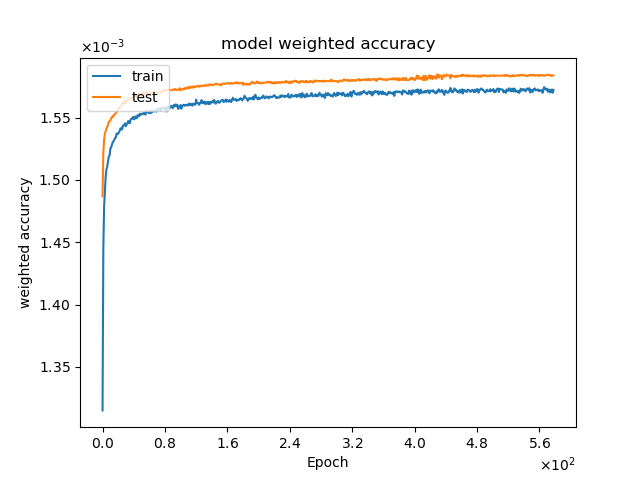 ×10⁻³
model weighted accuracy
train
test
1.55
1.50
1.45
1.40
1.35
weighted accuracy
0.0 0.8 1.6 2.4 3.2 4.0 4.8 5.6
Epoch
×10²